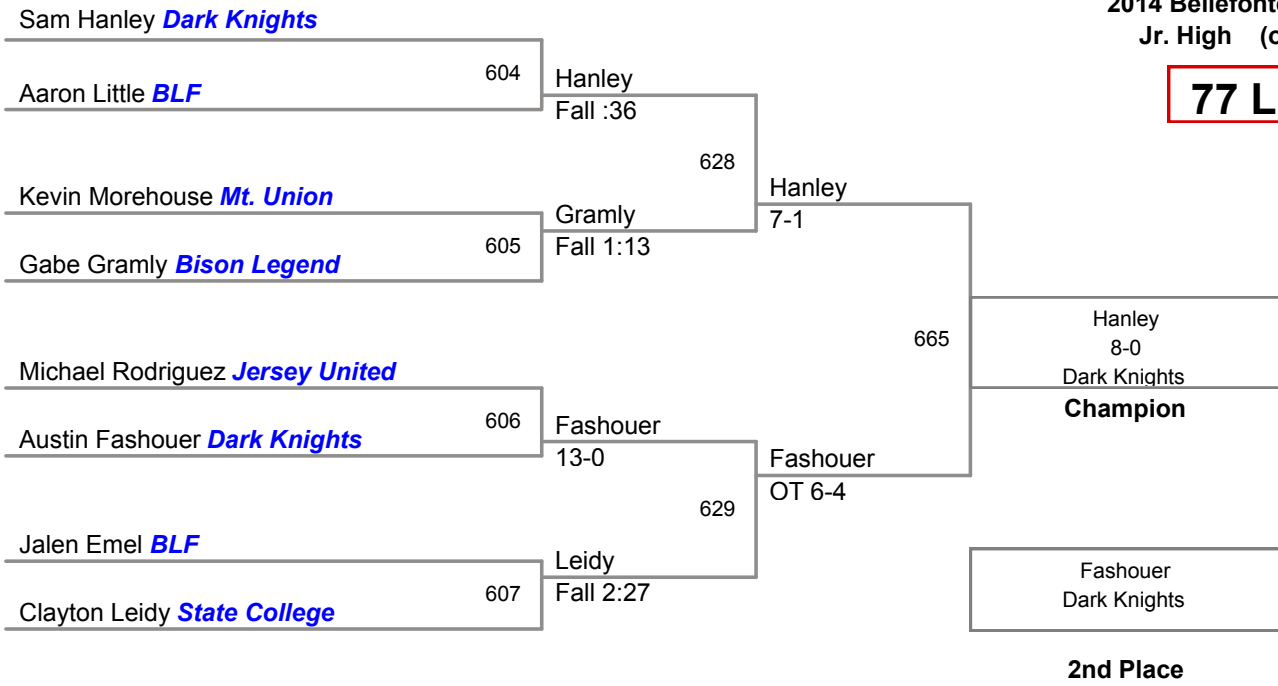 Sam Hanley Dark Knights
2014 Bellefonte
Jr. High (
77 L
604
Hanley
Aaron Little BLF
Fall :36
628
Kevin Morehouse Mt. Union
Hanley
7-1
Gramly
605
Fall 1:13
Gabe Gramly Bison Legend
665
Hanley
8-0
Dark Knights
Champion
Michael Rodriguez Jersey United
606
Fashouer
Austin Fashouer Dark Knights
13-0
Fashouer
OT 6-4
629
Jalen Emel BLF
Leidy
607
Fall 2:27
Clayton Leidy State College
Fashouer
Dark Knights
2nd Place